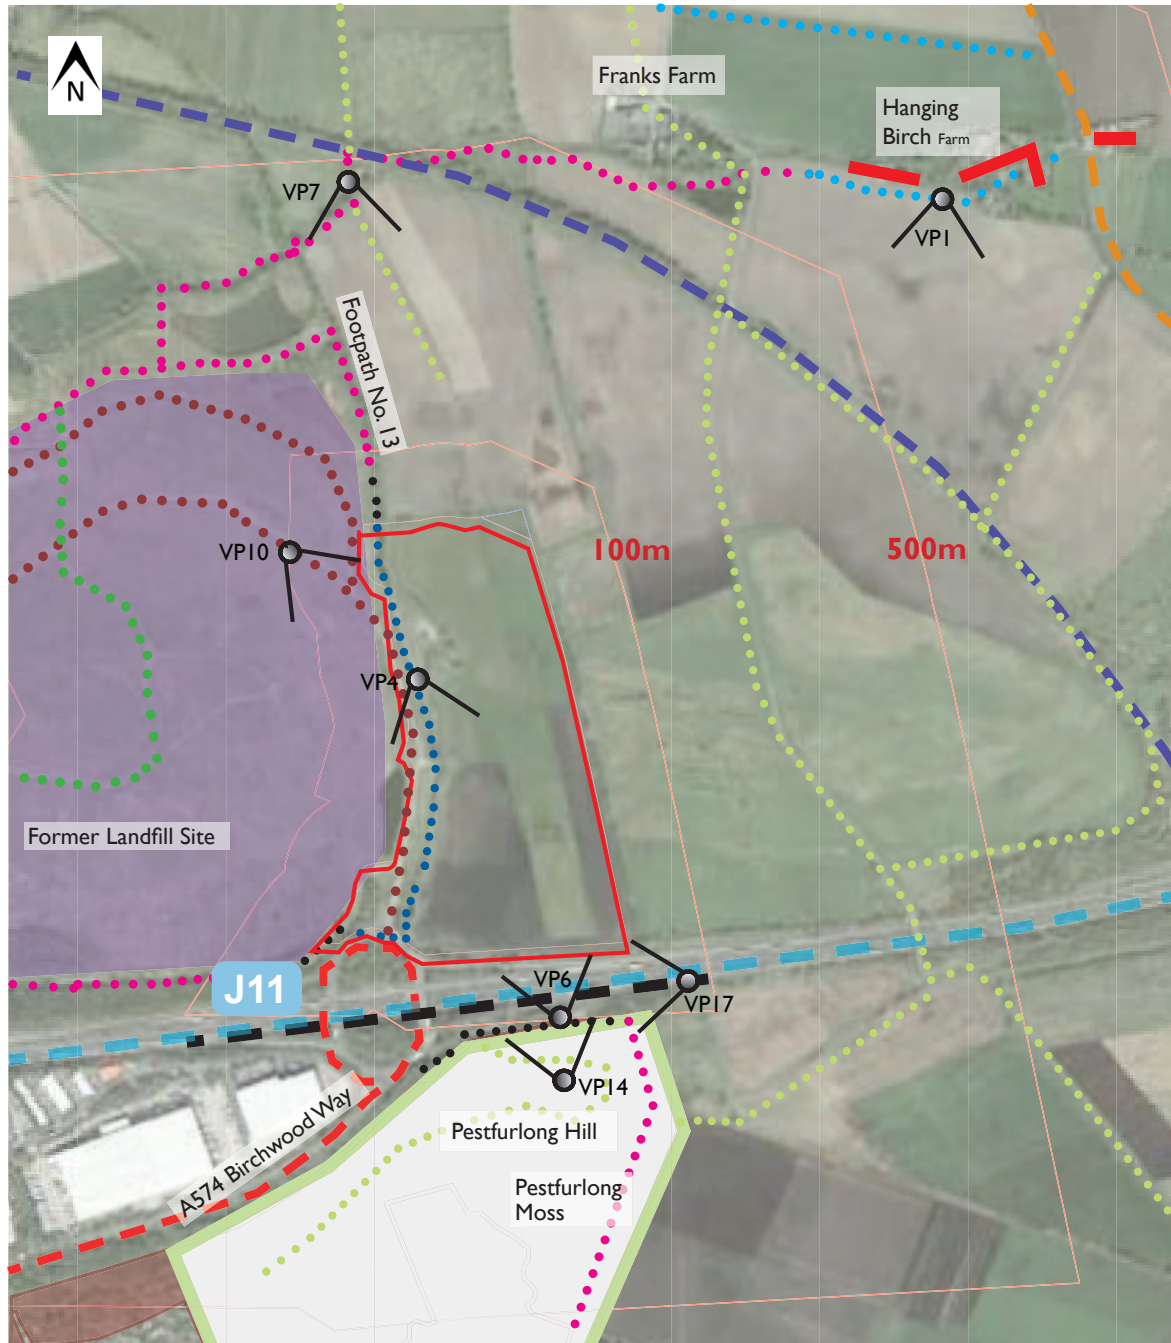 N
Franks Farm
Hanging
Birch Farm
VP7
VP1
Footpath No. 13
100m
500m
VP10
VP4
Former Landfill Site
J11
VP6
VP17
VP14
A574 Birchwood Way
Pestfurlong Hill
Pestfurlong
Moss